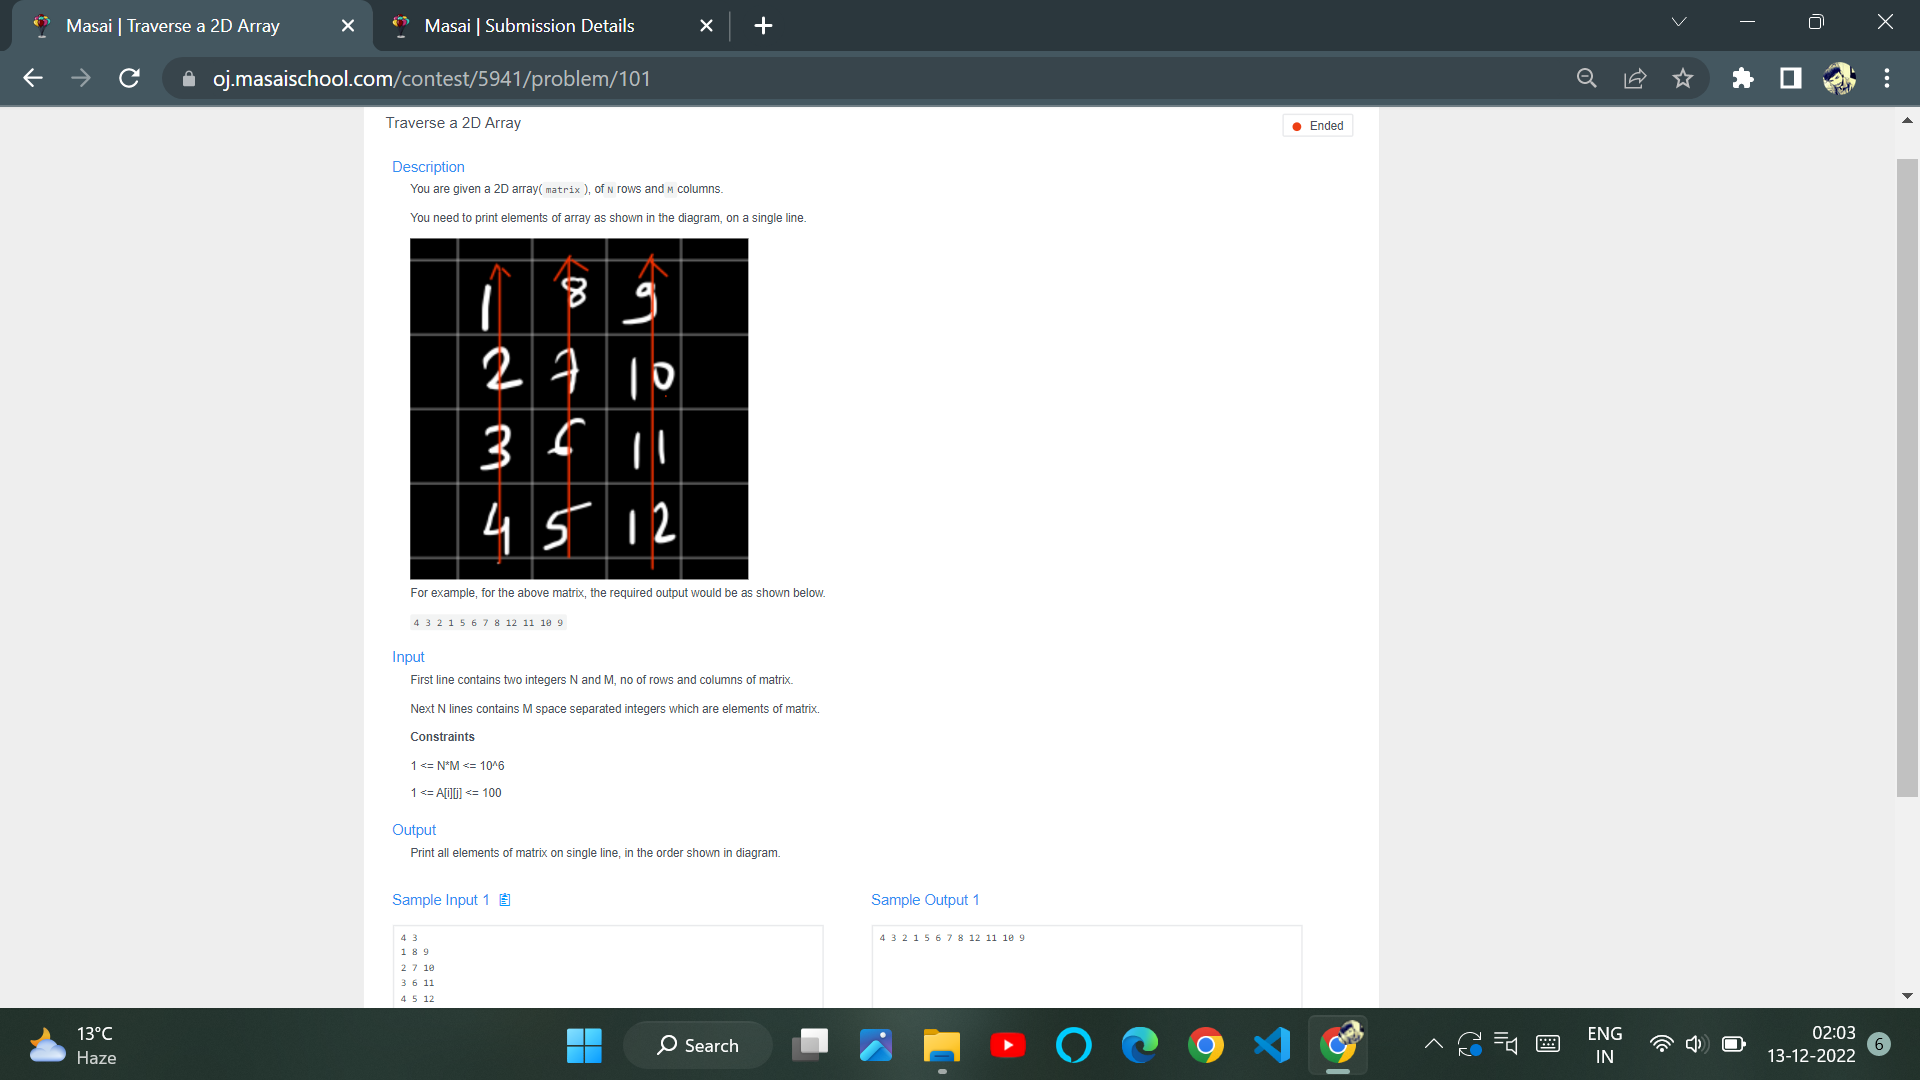 Masai | Traverse a 2D Array
Masai | Submission Details
oj.masaischool.com/contest/5941/problem/101
Traverse a 2D Array
Ended
Description
You are given a 2D array( matrix ), of N rows and M columns.
You need to print elements of array as shown in the diagram, on a single line.
1 8 9
2 7 10
3 6 11
4 5 12
For example, for the above matrix, the required output would be as shown below.
4 3 2 1 5 6 7 8 12 11 10 9
Input
First line contains two integers N and M, no of rows and columns of matrix.
Next N lines contains M space separated integers which are elements of matrix.
Constraints
1 <= N*M <= 10^6
1 <= A[i][j] <= 100
Output
Print all elements of matrix on single line, in the order shown in diagram.
Sample Input 1
Sample Output 1
4 3
1 8 9
2 7 10
3 6 11
4 5 12
4 3 2 1 5 6 7 8 12 11 10 9
13°C
Haze
Search
ENG
IN
02:03
13-12-2022
6